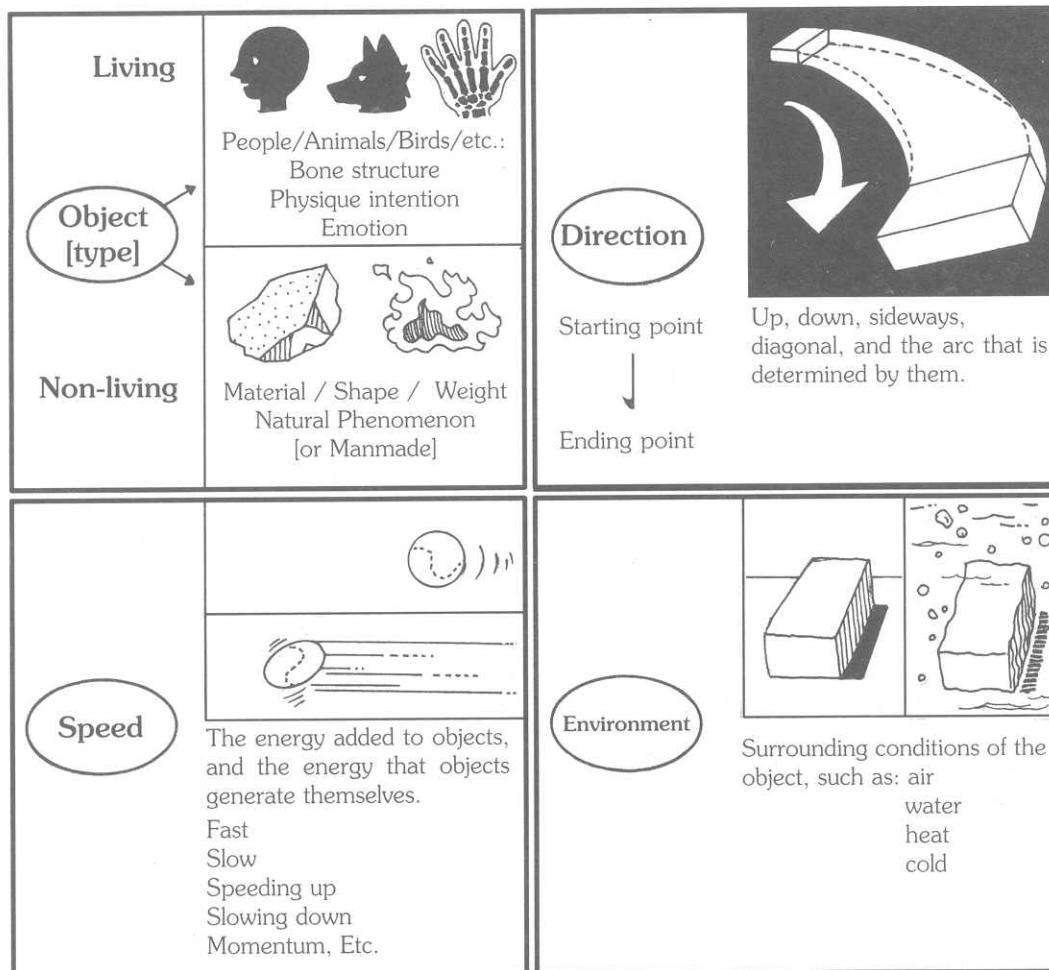 Living
Object
[type]
Non-living
People/Animals/Birds/etc.:
Bone structure
Physique intention
Emotion
Material / Shape / Weight
Natural Phenomenon
[or Manmade]
Direction
Starting point
Ending point
Up, down, sideways,
diagonal, and the arc that is
determined by them.
Speed
The energy added to objects,
and the energy that objects
generate themselves.
Fast
Slow
Speeding up
Slowing down
Momentum, Etc.
Environment
Surrounding conditions of the
object, such as: air
water
heat
cold